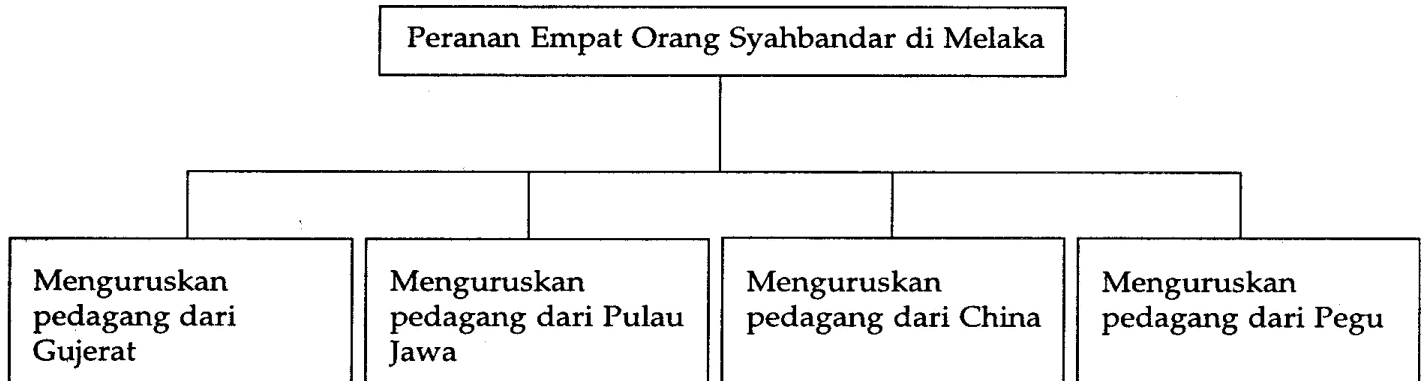 Peranan Empat Orang Syahbandar di Melaka
Menguruskan
pedagang dari
Gujerat
Menguruskan
pedagang dari Pulau
Jawa
Menguruskan
pedagang dari China
Menguruskan
pedagang dari Pegu